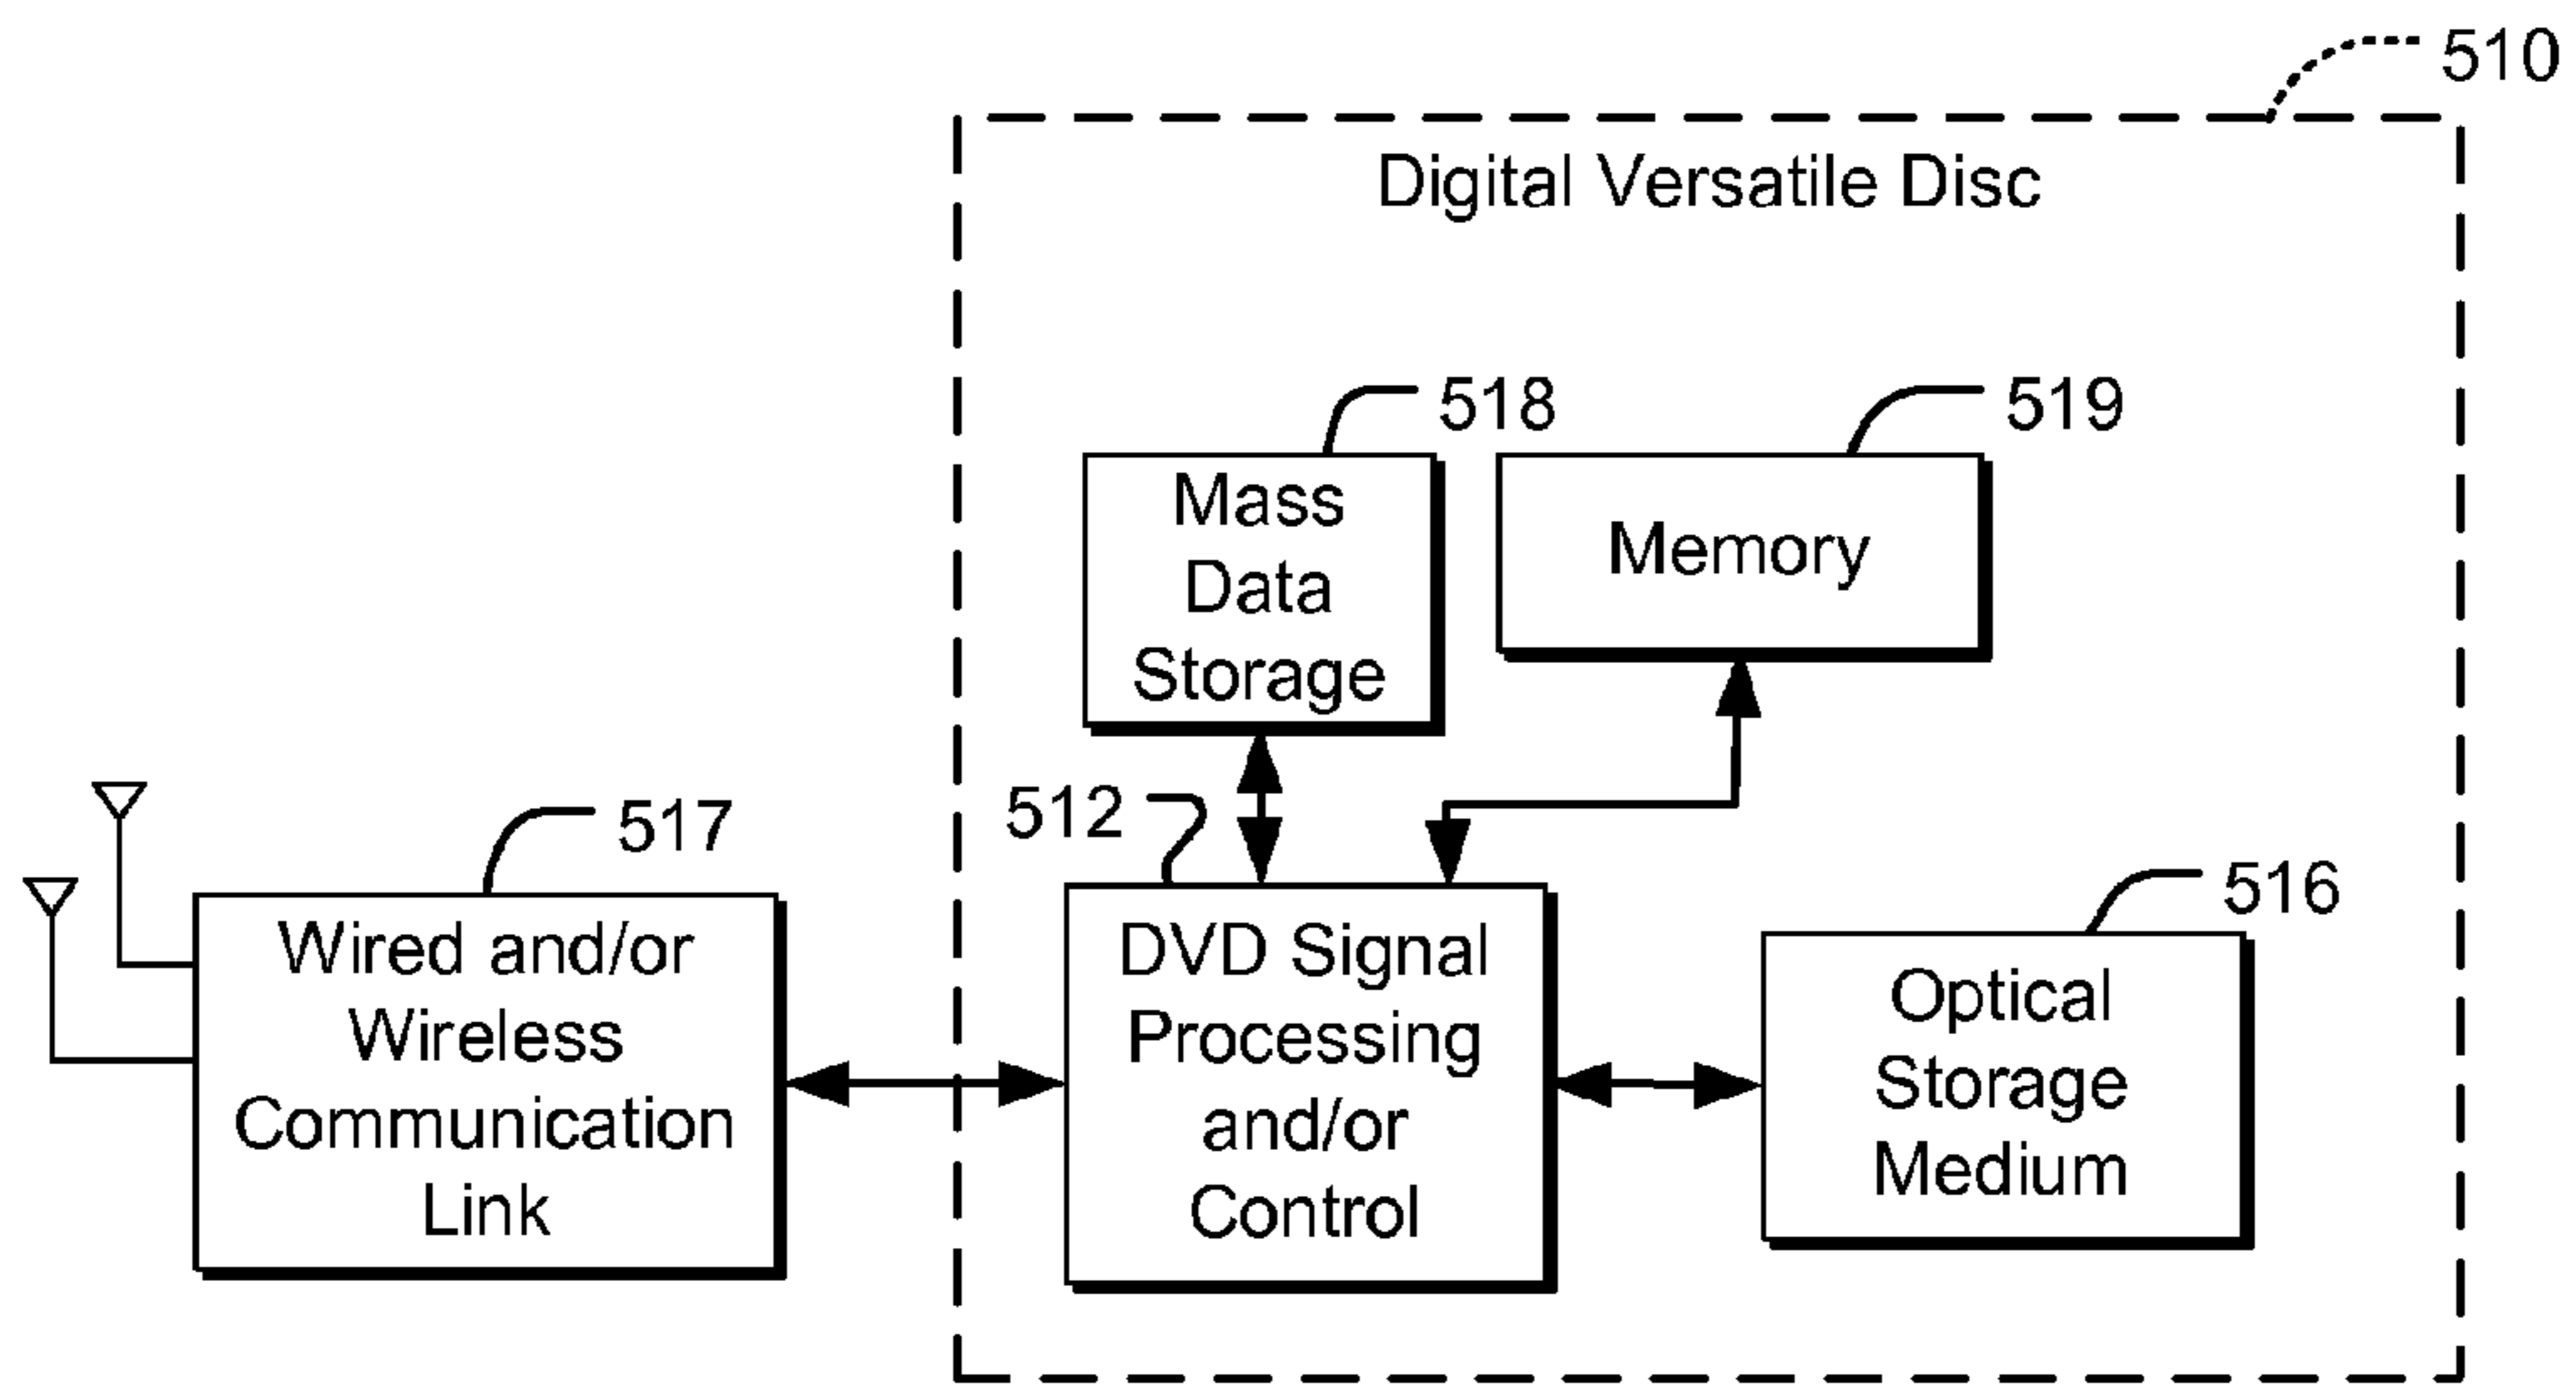 510
Digital Versatile Disc
518
519
Mass
Data
Storage
Memory
512
517
516
Wired and/or
Wireless
Communication
Link
DVD Signal
Processing
and/or
Control
Optical
Storage
Medium